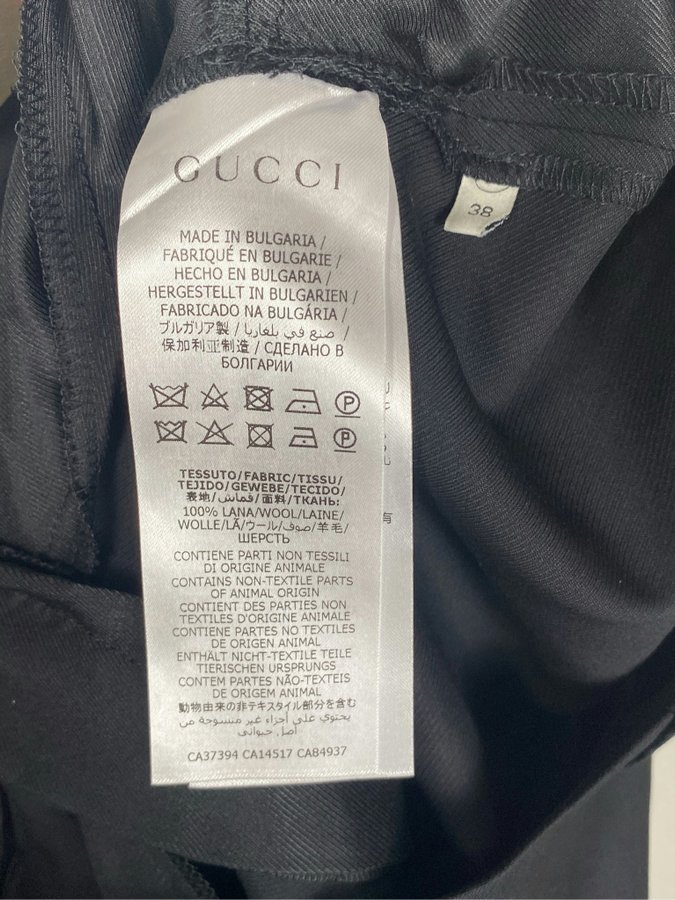 GUCCI
38
MADE IN BULGARIA /
FABRIQUÉ EN BULGARIE /
HECHO EN BULGARIA /
HERGESTELLT IN BULGARIEN /
FABRICADO NA BULGÁRIA /
ブルガリア製 / صنع في بلغاريا /
保加利亚制造 / СДЕЛАНО В
БОЛГАРИИ
P
P
TESSUTO/FABRIC/TISSU/
TEJIDO/GEWEBE/TECIDO/
表地/قماش/面料/ТКАНЬ:
100% LANA/WOOL/LAINE/
WOLLE/LÃ/ウール/صوف/羊毛/
ШЕРСТЬ
CONTIENE PARTI NON TESSILI
DI ORIGINE ANIMALE
CONTAINS NON-TEXTILE PARTS
OF ANIMAL ORIGIN
CONTIENT DES PARTIES NON
TEXTILES D'ORIGINE ANIMALE
CONTIENE PARTES NO TEXTILES
DE ORIGEN ANIMAL
ENTHÄLT NICHT-TEXTILE TEILE
TIERISCHEN URSPRUNGS
CONTEM PARTES NÃO-TEXTEIS
DE ORIGEM ANIMAL
動物由来の非テキスタイル部分を含む
يحتوي على أجزاء غير منسوجة من
أصل حيواني
CA37394 CA14517 CA84937
有